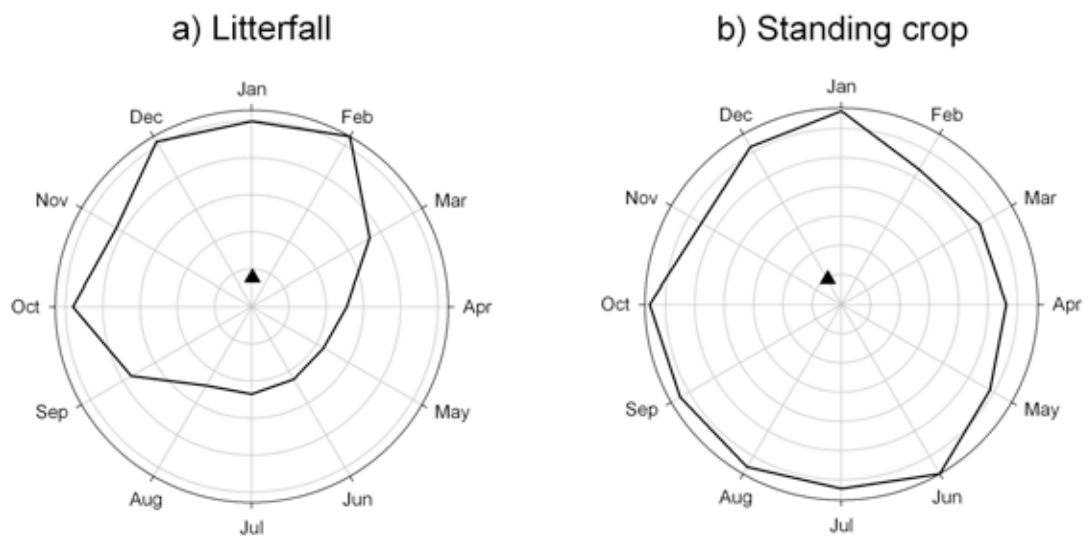 a) Litterfall
Jan
Feb
Mar
Apr
May
Jun
Jul
Aug
Sep
Oct
Nov
Dec
b) Standing crop
Jan
Feb
Mar
Apr
May
Jun
Jul
Aug
Sep
Oct
Nov
Dec